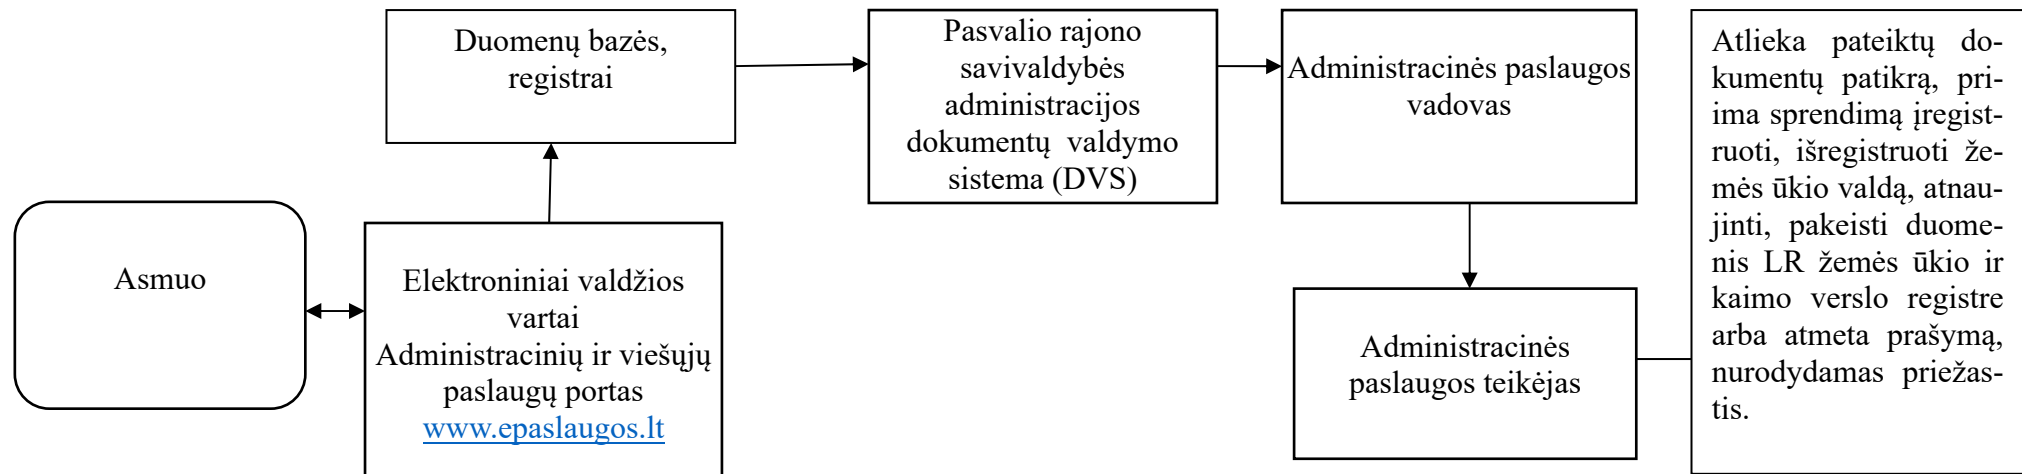 Asmuo
Elektroniniai valdžios
vartai
Administracinių ir viešųjų
paslaugų portas
www.epaslaugos.lt
Duomenų bazės,
registrai
Pasvalio rajono
savivaldybės
administracijos
dokumentų valdymo
sistema (DVS)
Administracinės paslaugos
vadovas
Administracinės
paslaugos teikėjas
Atlieka pateiktų do-
kumentų patikrą, pri-
ima sprendimą įregist-
ruoti, išregistruoti že-
mės ūkio valdą, atnau-
jinti, pakeisti duome-
nis LR žemės ūkio ir
kaimo verslo registre
arba atmeta prašymą,
nurodydamas priežas-
tis.